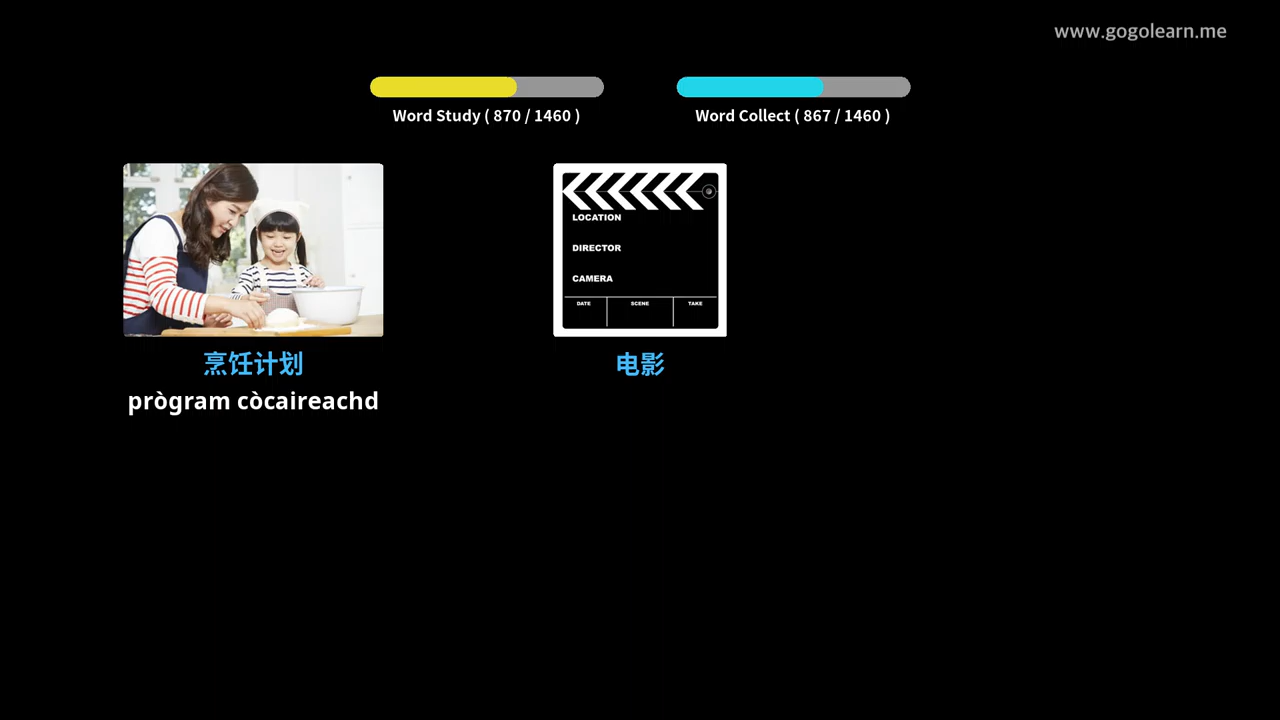 www.gogolearn.me
Word Study ( 870 / 1460 )
Word Collect ( 867 / 1460 )
LOCATION
DIRECTOR
CAMERA
DATE SCENE TAKE
烹饪计划
电影
prògram còcaireachd